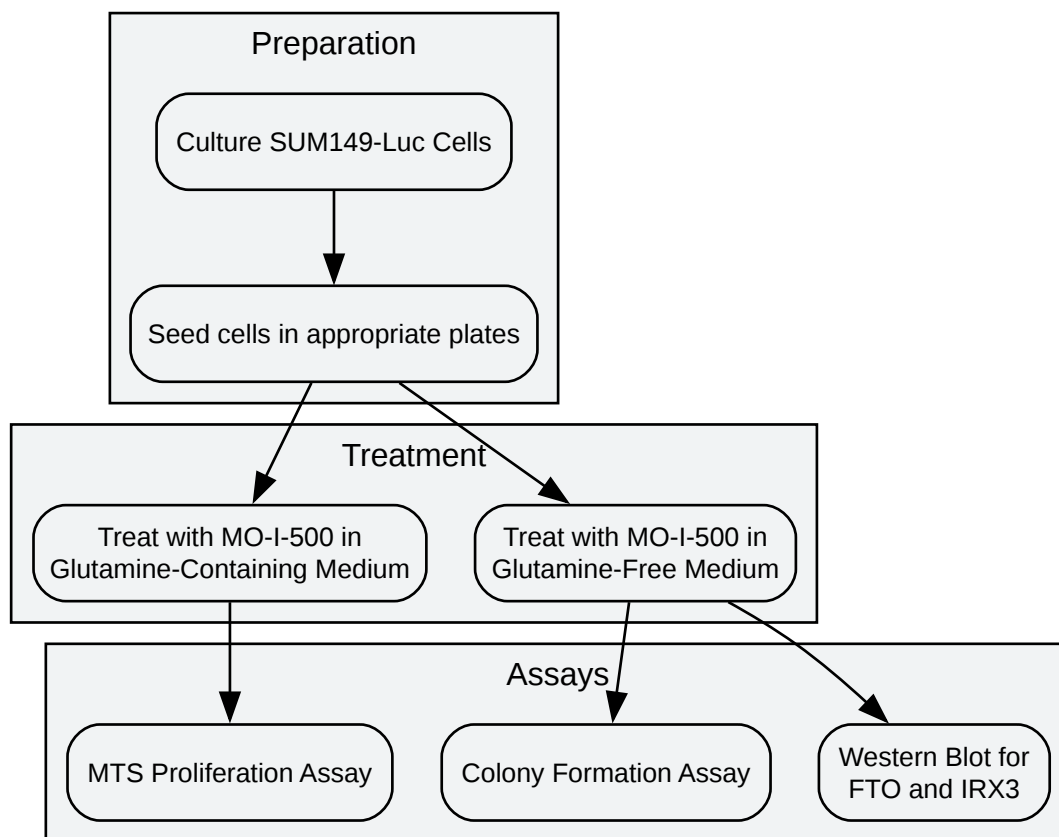 Preparation
Culture SUM149-Luc Cells
Seed cells in appropriate plates
Treatment
Treat with MO-I-500 in
Glutamine-Containing Medium
Treat with MO-I-500 in
Glutamine-Free Medium
Assays
MTS Proliferation Assay
Colony Formation Assay
Western Blot for
FTO and IRX3